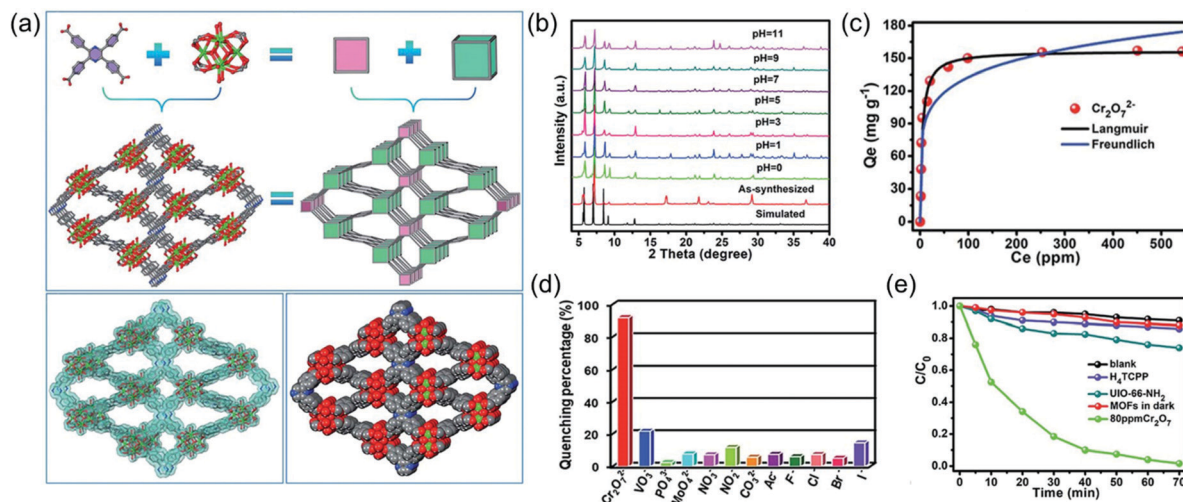 (a)
(b)
pH=11
pH=9
pH=7
pH=5
pH=3
pH=1
pH=0
As-synthesized
Simulated
Intensity (a.u.)
5 10 15 20 25 30 35 40
2 Theta (degree)
(c)
180
150
120
90
60
30
0
Qe (mg g⁻¹)
Cr₂O₇²⁻
Langmuir
Freundlich
0 100 200 300 400 500
Ce (ppm)
(d)
100
80
60
40
20
0
Quenching percentage (%)
Cr₂O₇²⁻ VO₃⁻ PO₄³⁻ MoO₄²⁻ NO₃⁻ NO₂⁻ CO₃²⁻ Ac⁻ F⁻ Cl⁻ Br⁻ I⁻
(e)
1.0
0.8
0.6
0.4
0.2
0.0
C/C₀
blank
H₄TCPP
UIO-66-NH₂
MOFs in dark
80ppmCr₂O₇
0 10 20 30 40 50 60 70
Time (min)